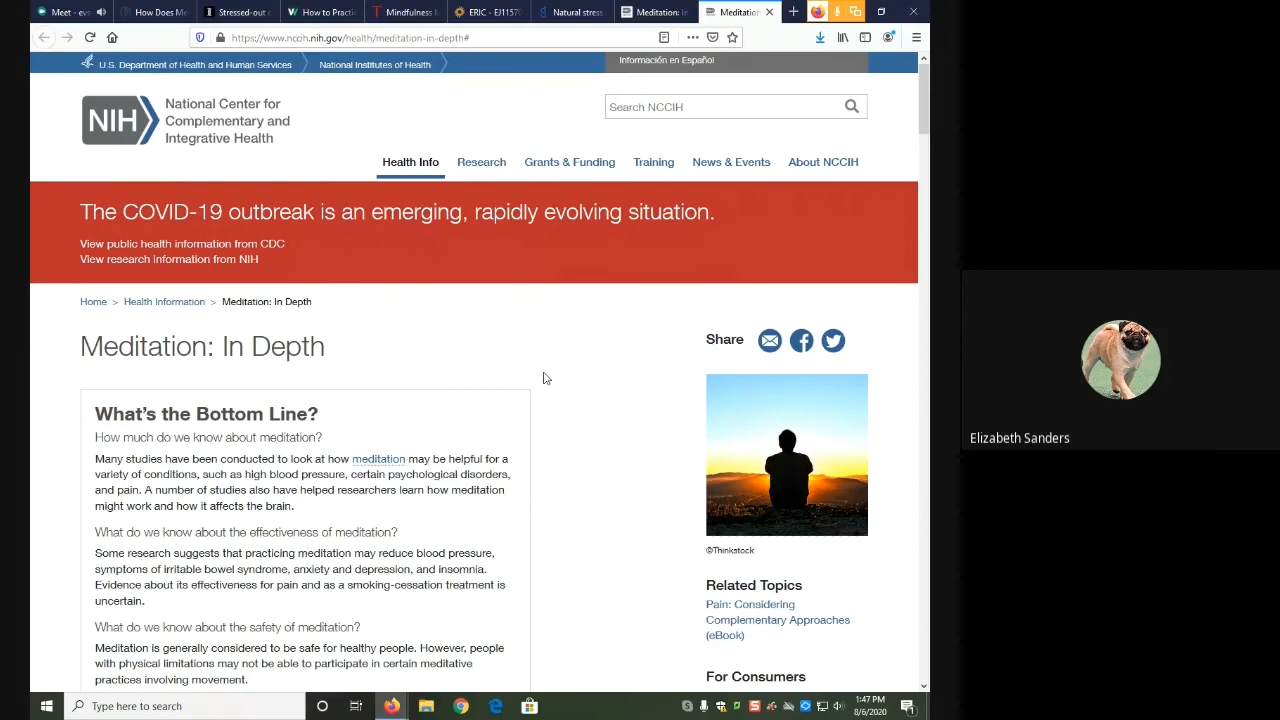 Meet - evs
How Does Me
Stressed-out
How to Practi
Mindfulness M
ERIC - EJ11570
Natural stress
Meditation: In
Meditation:
https://www.nccih.nih.gov/health/meditation-in-depth#
U.S. Department of Health and Human Services
National Institutes of Health
Información en Español
NIH
National Center for
Complementary and
Integrative Health
Search NCCIH
Health Info
Research
Grants & Funding
Training
News & Events
About NCCIH
The COVID-19 outbreak is an emerging, rapidly evolving situation.
View public health information from CDC
View research information from NIH
Home > Health Information > Meditation: In Depth
Meditation: In Depth
Share
What's the Bottom Line?
How much do we know about meditation?
Many studies have been conducted to look at how meditation may be helpful for a
variety of conditions, such as high blood pressure, certain psychological disorders,
and pain. A number of studies also have helped researchers learn how meditation
might work and how it affects the brain.
What do we know about the effectiveness of meditation?
Some research suggests that practicing meditation may reduce blood pressure,
symptoms of irritable bowel syndrome, anxiety and depression, and insomnia.
Evidence about its effectiveness for pain and as a smoking-cessation treatment is
uncertain.
What do we know about the safety of meditation?
Meditation is generally considered to be safe for healthy people. However, people
with physical limitations may not be able to participate in certain meditative
practices involving movement.
©Thinkstock
Related Topics
Pain: Considering
Complementary Approaches
(eBook)
For Consumers
Elizabeth Sanders
Type here to search
1:47 PM
8/6/2020
1